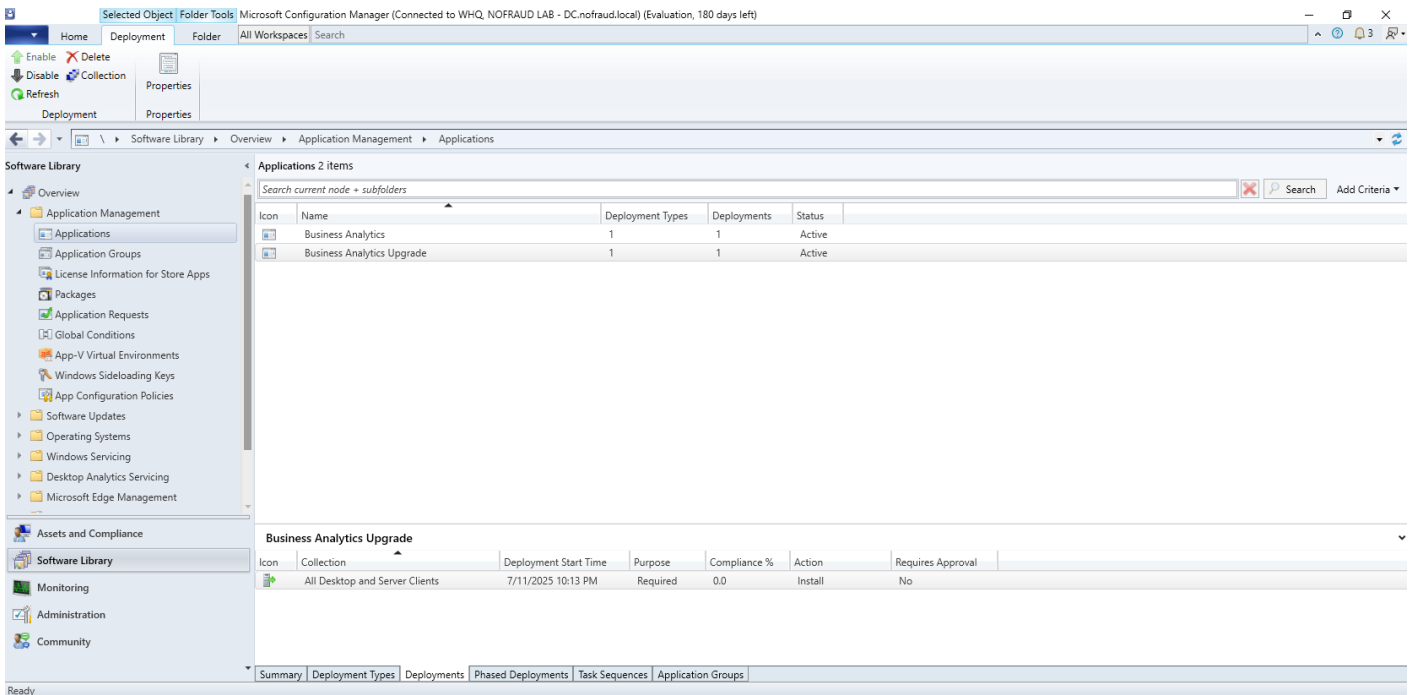 Selected Object Folder Tools Microsoft Configuration Manager (Connected to WHQ, NOFRAUD LAB - DC.nofraud.local) (Evaluation, 180 days left)
Home Deployment Folder All Workspaces Search 3
Enable Delete
Disable Collection
Refresh
Properties
Deployment Properties
\ Software Library Overview Application Management Applications
Software Library
Overview
Application Management
Applications
Application Groups
License Information for Store Apps
Packages
Application Requests
Global Conditions
App-V Virtual Environments
Windows Sideloading Keys
App Configuration Policies
Software Updates
Operating Systems
Windows Servicing
Desktop Analytics Servicing
Microsoft Edge Management
Assets and Compliance
Software Library
Monitoring
Administration
Community
Applications 2 items
Search current node + subfolders Search Add Criteria
Icon Name Deployment Types Deployments Status
Business Analytics 1 1 Active
Business Analytics Upgrade 1 1 Active
Business Analytics Upgrade
Icon Collection Deployment Start Time Purpose Compliance % Action Requires Approval
All Desktop and Server Clients 7/11/2025 10:13 PM Required 0.0 Install No
Summary Deployment Types Deployments Phased Deployments Task Sequences Application Groups
Ready